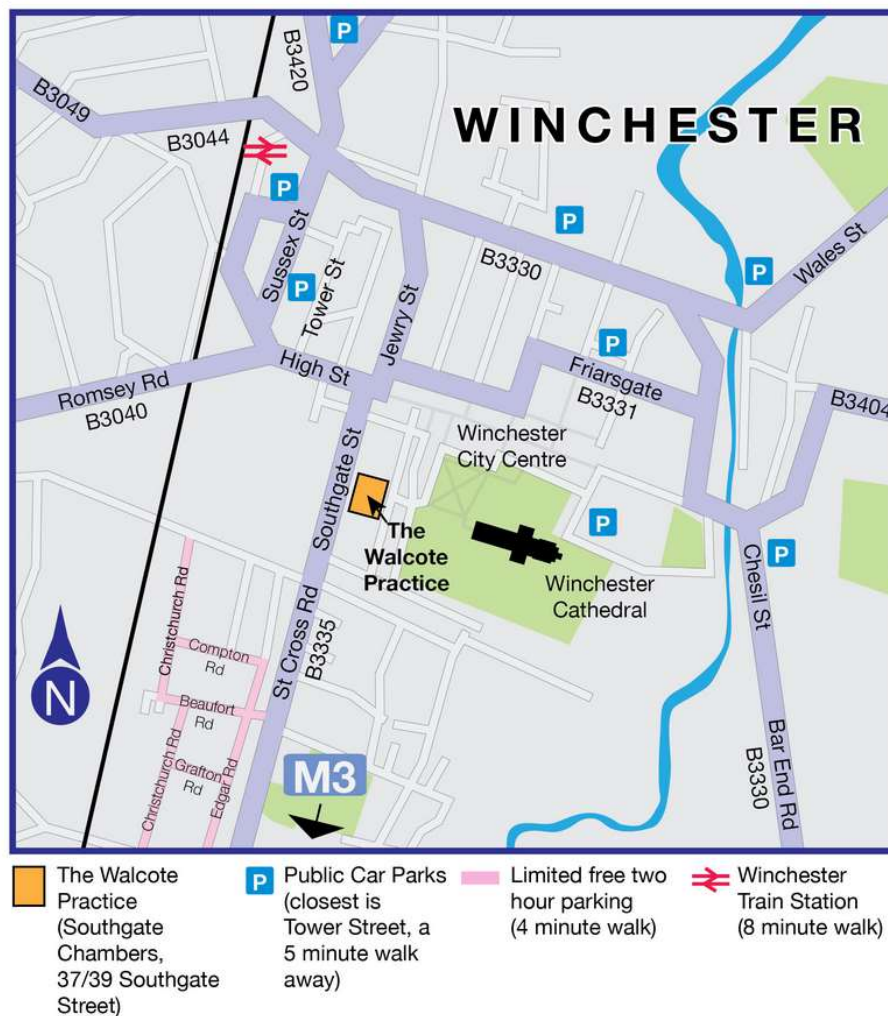 WINCHESTER
P
B3420
B3049
B3044
P
P
B3330
P
Wales St
Sussex St
P
Tower St
Jewry St
P
Friarsgate
B3331
High St
Romsey Rd
B3040
B3404
Winchester
City Centre
Southgate St
The
Walcote
Practice
P
Winchester
Cathedral
P
Chesil St
Christchurch Rd
St Cross Rd
B3335
Compton
Rd
Beaufort
Rd
Grafton
Rd
Christchurch Rd
Edgar Rd
N
M3
Bar End Rd
B3330
The Walcote
Practice
(Southgate
Chambers,
37/39 Southgate
Street)
P
Public Car Parks
(closest is
Tower Street, a
5 minute walk
away)
Limited free two
hour parking
(4 minute walk)
Winchester
Train Station
(8 minute walk)